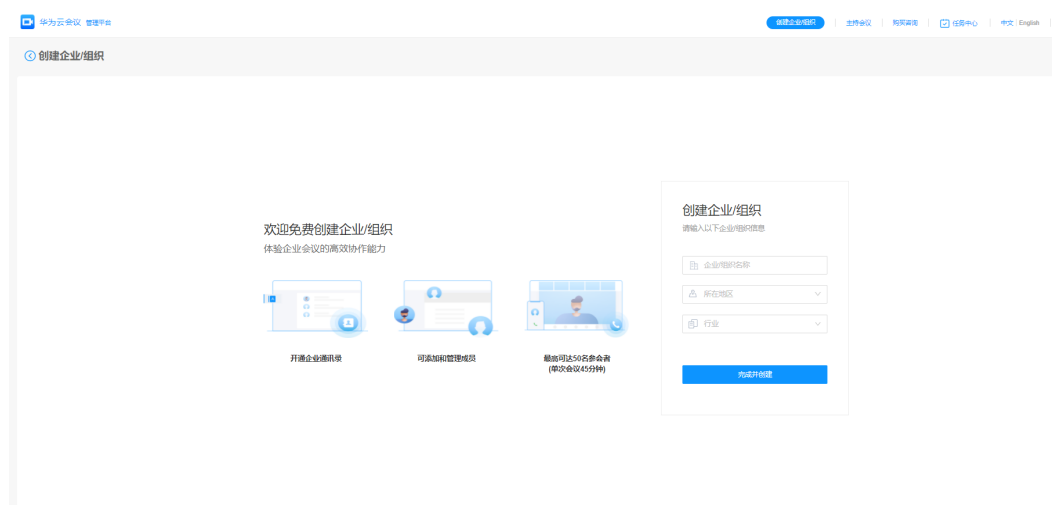 华为云会议 管理平台
创建企业/组织
主持会议
购买咨询
任务中心
中文 | English
创建企业/组织
欢迎免费创建企业/组织
体验企业会议的高效协作能力
开通企业通讯录
可添加和管理成员
最高可达50名参会者
(单次会议45分钟)
创建企业/组织
请输入以下企业/组织信息
企业/组织名称
所在地区
行业
完成并创建